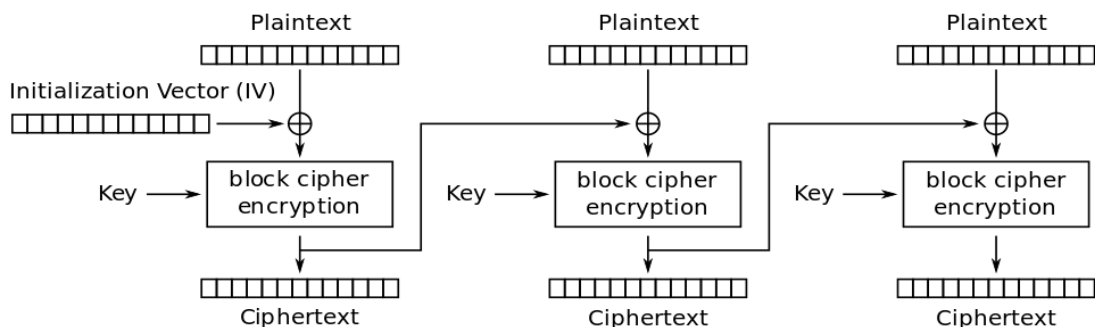 Plaintext
Plaintext
Plaintext
Initialization Vector (IV)
Key
block cipher
encryption
Key
block cipher
encryption
Key
block cipher
encryption
Ciphertext
Ciphertext
Ciphertext